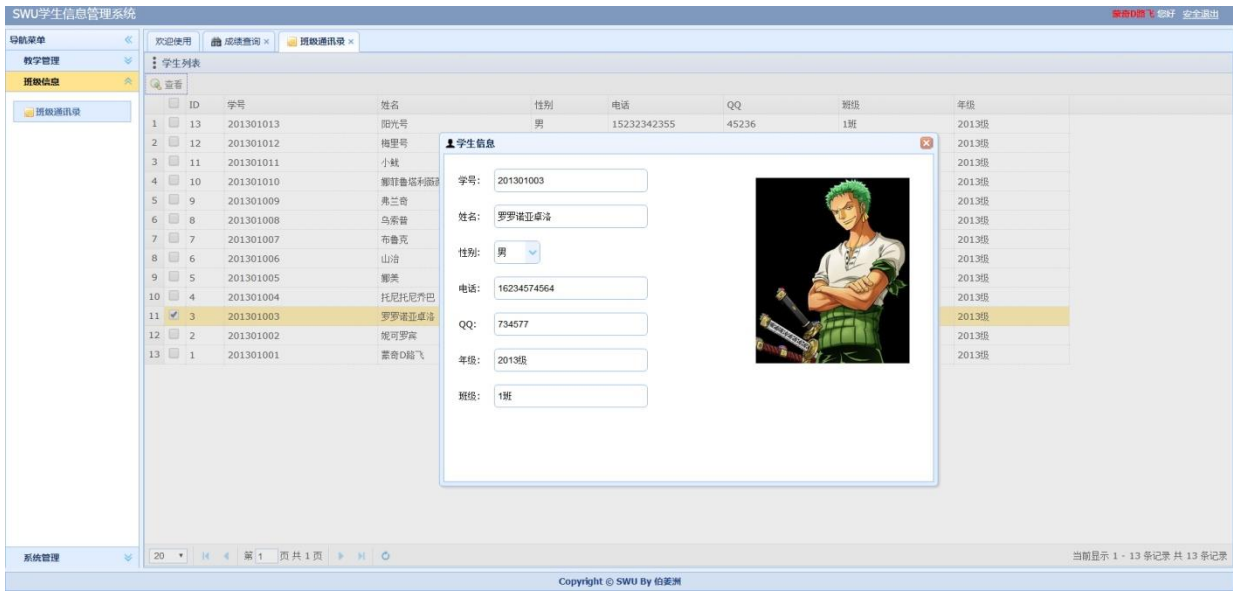 SWU学生信息管理系统
蒙奇D路飞您好 安全退出
导航菜单
教学管理
班级信息
班级通讯录
系统管理
欢迎使用 成绩查询 × 班级通讯录 ×
学生列表
查看
ID 学号 姓名 性别 电话 QQ 班级 年级
1 13 201301013 阳光号 男 15232342355 45236 1班 2013级
2 12 201301012 梅里号 2013级
3 11 201301011 2013级
4 10 201301010 娜菲鲁塔利 2013级
5 9 201301009 弗兰奇 2013级
6 8 201301008 乌索普 2013级
7 7 201301007 布鲁克 2013级
8 6 201301006 山治 2013级
9 5 201301005 娜美 2013级
10 4 201301004 托尼托尼乔巴 2013级
11 3 201301003 罗罗诺亚卓洛 2013级
12 2 201301002 妮可罗宾 2013级
13 1 201301001 蒙奇D路飞 2013级
学生信息
学号: 201301003
姓名: 罗罗诺亚卓洛
性别: 男
电话: 16234574564
QQ: 734577
年级: 2013级
班级: 1班
20 第 1 页 共 1 页
当前显示 1 - 13 条记录 共 13 条记录
Copyright © SWU By 伯姜洲